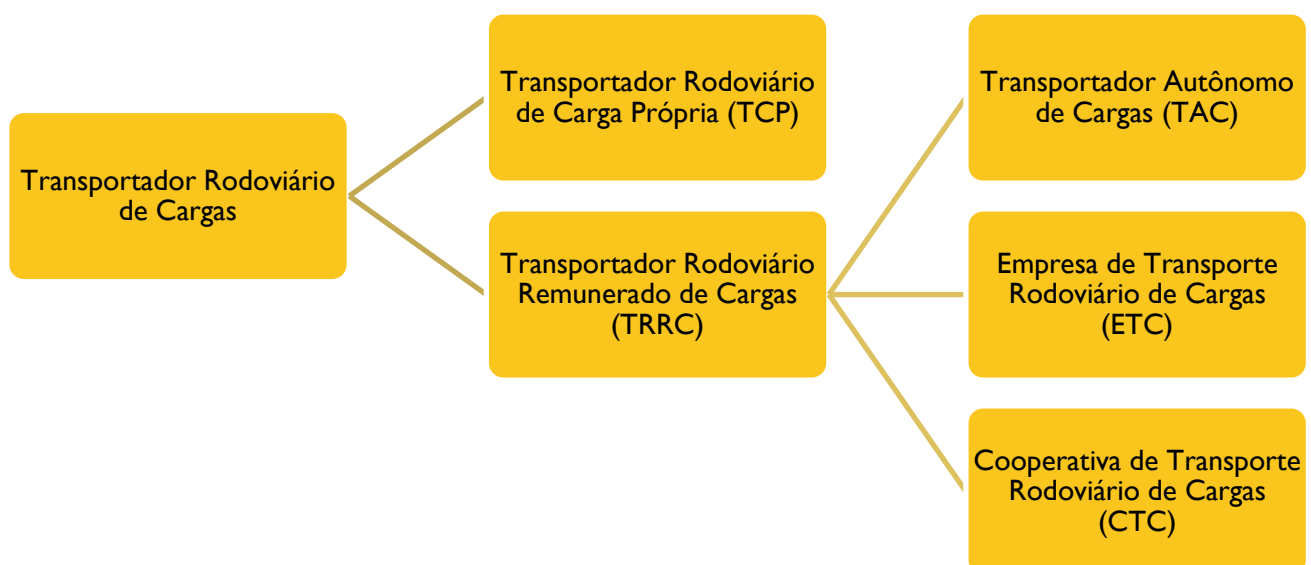 Transportador Rodoviário
de Cargas
Transportador Rodoviário
de Carga Própria (TCP)
Transportador Rodoviário
Remunerado de Cargas
(TRRC)
Transportador Autônomo
de Cargas (TAC)
Empresa de Transporte
Rodoviário de Cargas
(ETC)
Cooperativa de Transporte
Rodoviário de Cargas
(CTC)